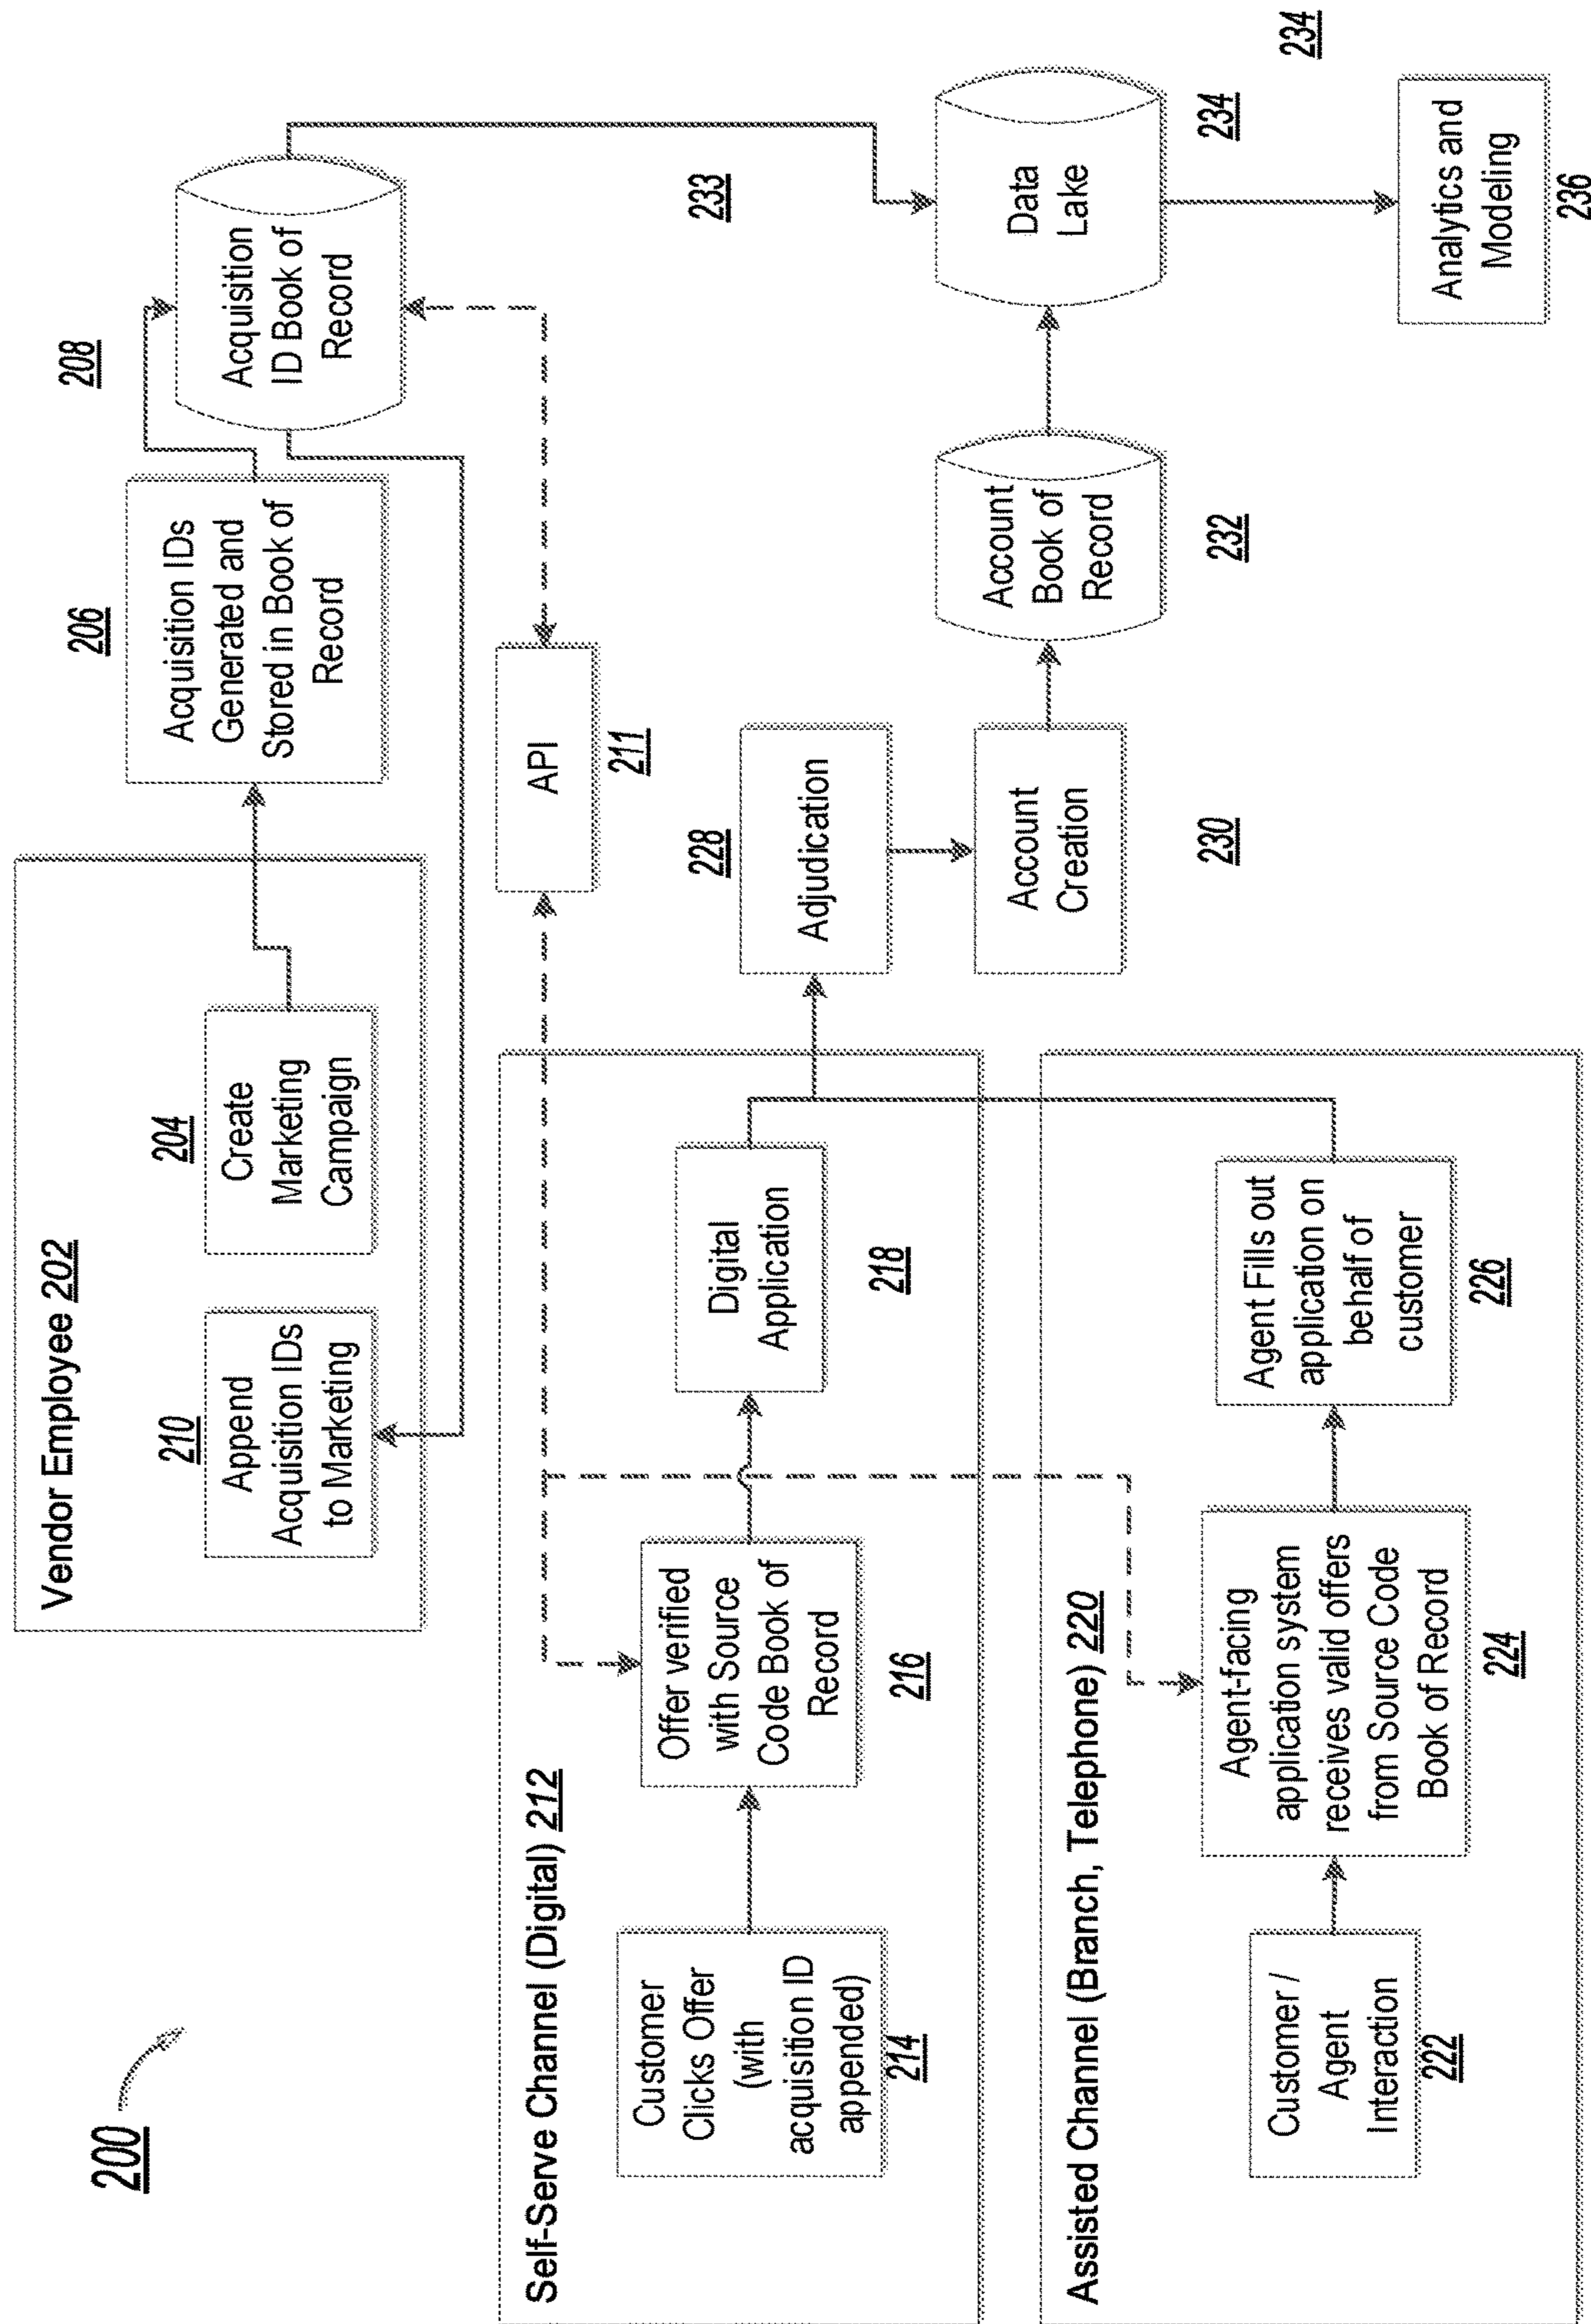 200
Vendor Employee 202
210
Append
Acquisition IDs
to Marketing
204
Create
Marketing
Campaign
206
Acquisition IDs
Generated and
Stored in Book of
Record
208
Acquisition
ID Book of
Record
API
211
Self-Serve Channel (Digital) 212
Customer
Clicks Offer
(with
acquisition ID
appended)
214
Offer verified
with Source
Code Book of
Record
216
Digital
Application
218
Assisted Channel (Branch, Telephone) 220
Customer /
Agent
Interaction
222
Agent-facing
application system
receives valid offers
from Source Code
Book of Record
224
Agent Fills out
application on
behalf of
customer
226
228
Adjudication
Account
Creation
230
Account
Book of
Record
232
233
Data
Lake
234
234
Analytics and
Modeling
236